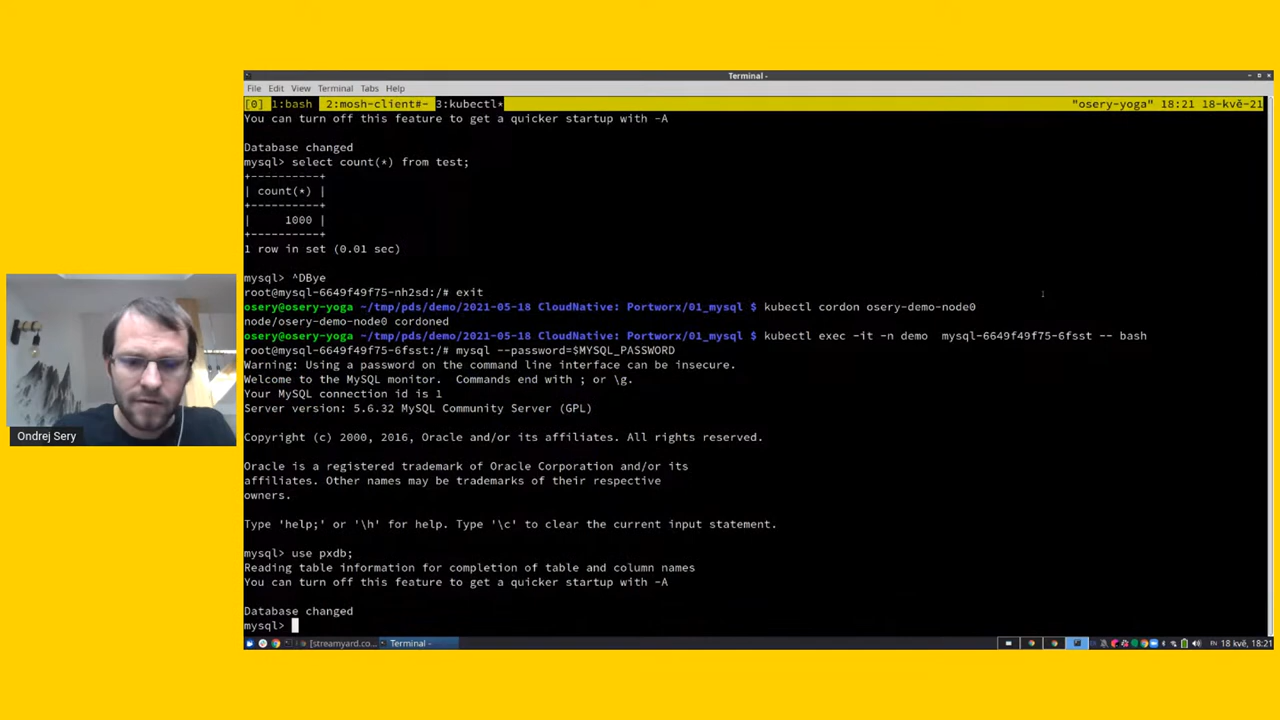 Terminal -
File Edit View Terminal Tabs Help
[0] 1:bash 2:mosh-client#- 3:kubectl* "osery-yoga" 18:21 18-kvě-21
You can turn off this feature to get a quicker startup with -A
Database changed
mysql> select count(*) from test;
+----------+
| count(*) |
+----------+
| 1000 |
+----------+
1 row in set (0.01 sec)
mysql> ^DBye
root@mysql-6649f49f75-nh2sd:/# exit
osery@osery-yoga ~/tmp/pds/demo/2021-05-18 CloudNative: Portworx/01_mysql $ kubectl cordon osery-demo-node0
node/osery-demo-node0 cordoned
osery@osery-yoga ~/tmp/pds/demo/2021-05-18 CloudNative: Portworx/01_mysql $ kubectl exec -it -n demo mysql-6649f49f75-6fsst -- bash
root@mysql-6649f49f75-6fsst:/# mysql --password=$MYSQL_PASSWORD
Warning: Using a password on the command line interface can be insecure.
Welcome to the MySQL monitor. Commands end with ; or \g.
Your MySQL connection id is 1
Server version: 5.6.32 MySQL Community Server (GPL)
Copyright (c) 2000, 2016, Oracle and/or its affiliates. All rights reserved.
Oracle is a registered trademark of Oracle Corporation and/or its
affiliates. Other names may be trademarks of their respective
owners.
Type 'help;' or '\h' for help. Type '\c' to clear the current input statement.
mysql> use pxdb;
Reading table information for completion of table and column names
You can turn off this feature to get a quicker startup with -A
Database changed
mysql>
Ondrej Sery
[streamyard.co... Terminal - EN 18 kvě, 18:21